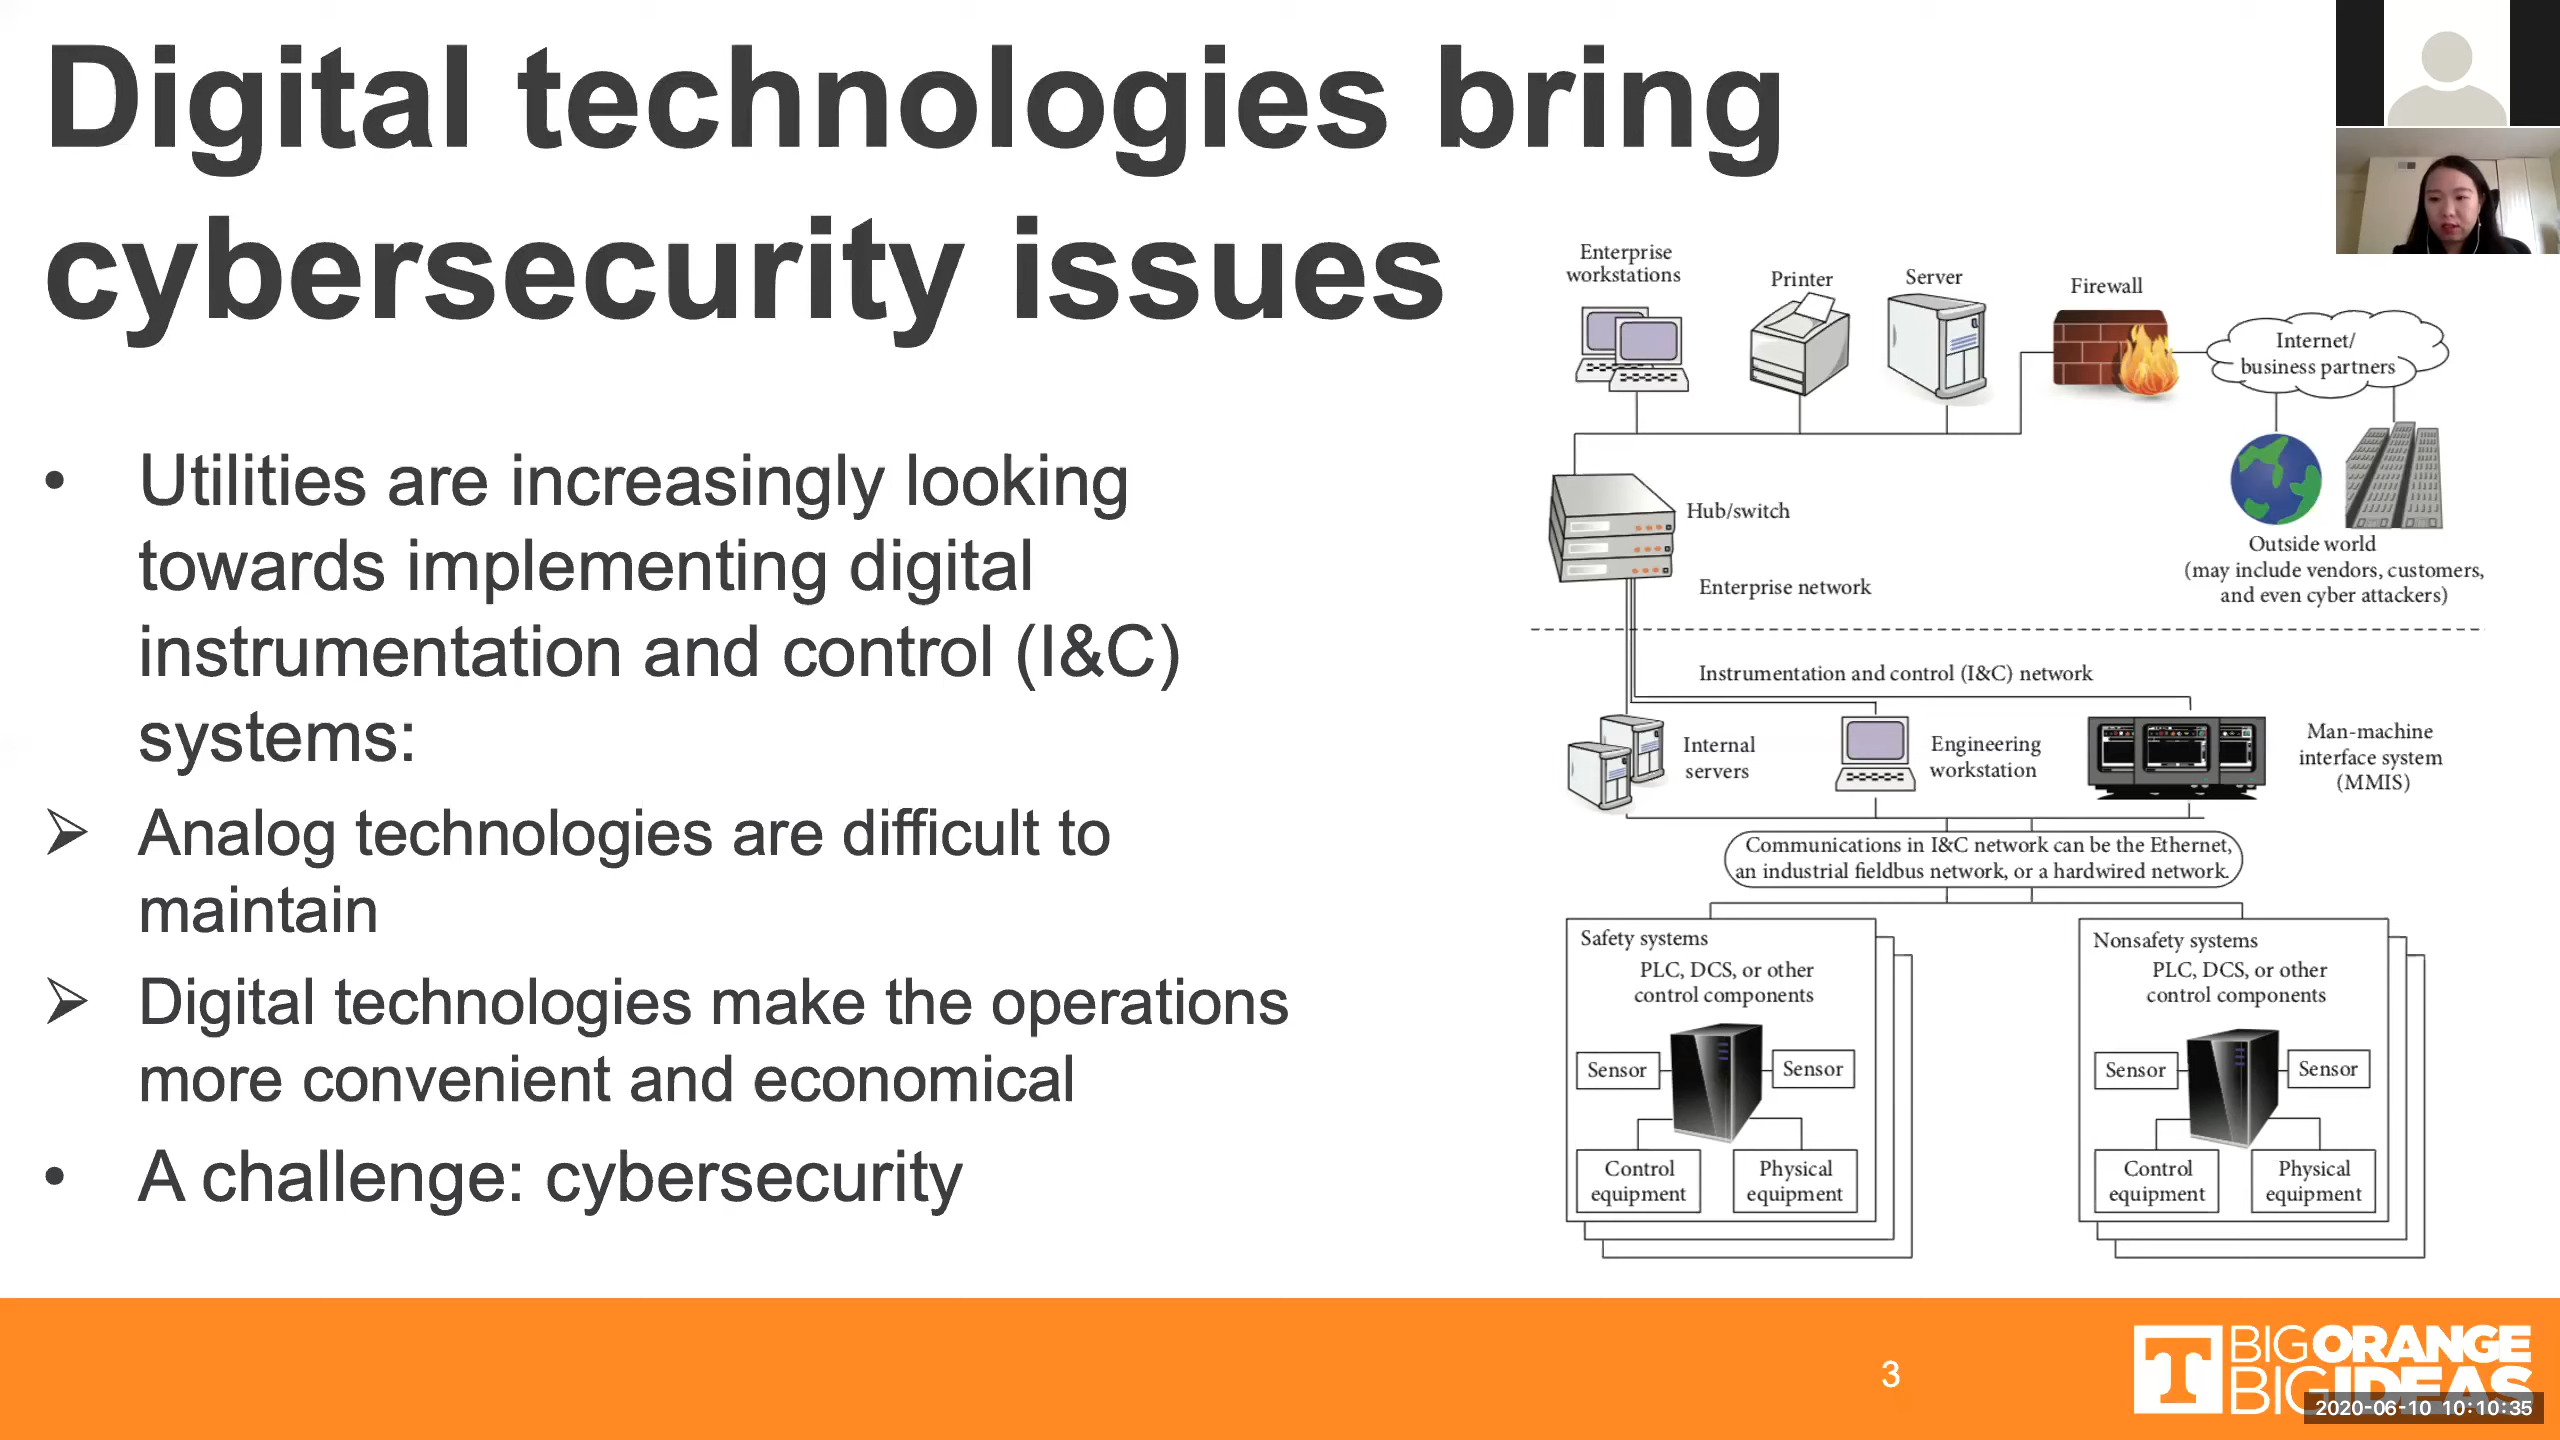 Digital technologies bring
cybersecurity issues
• Utilities are increasingly looking
towards implementing digital
instrumentation and control (I&C)
systems:
➢ Analog technologies are difficult to
maintain
➢ Digital technologies make the operations
more convenient and economical
• A challenge: cybersecurity
Enterprise
workstations
Printer
Server
Firewall
Internet/
business partners
Hub/switch
Outside world
(may include vendors, customers,
and even cyber attackers)
Enterprise network
Instrumentation and control (I&C) network
Internal
servers
Engineering
workstation
Man-machine
interface system
(MMIS)
Communications in I&C network can be the Ethernet,
an industrial fieldbus network, or a hardwired network.
Safety systems
PLC, DCS, or other
control components
Sensor
Sensor
Control
equipment
Physical
equipment
Nonsafety systems
PLC, DCS, or other
control components
Sensor
Sensor
Control
equipment
Physical
equipment
3
T
BIG ORANGE
BIG IDEAS
2020-06-10 10:10:35